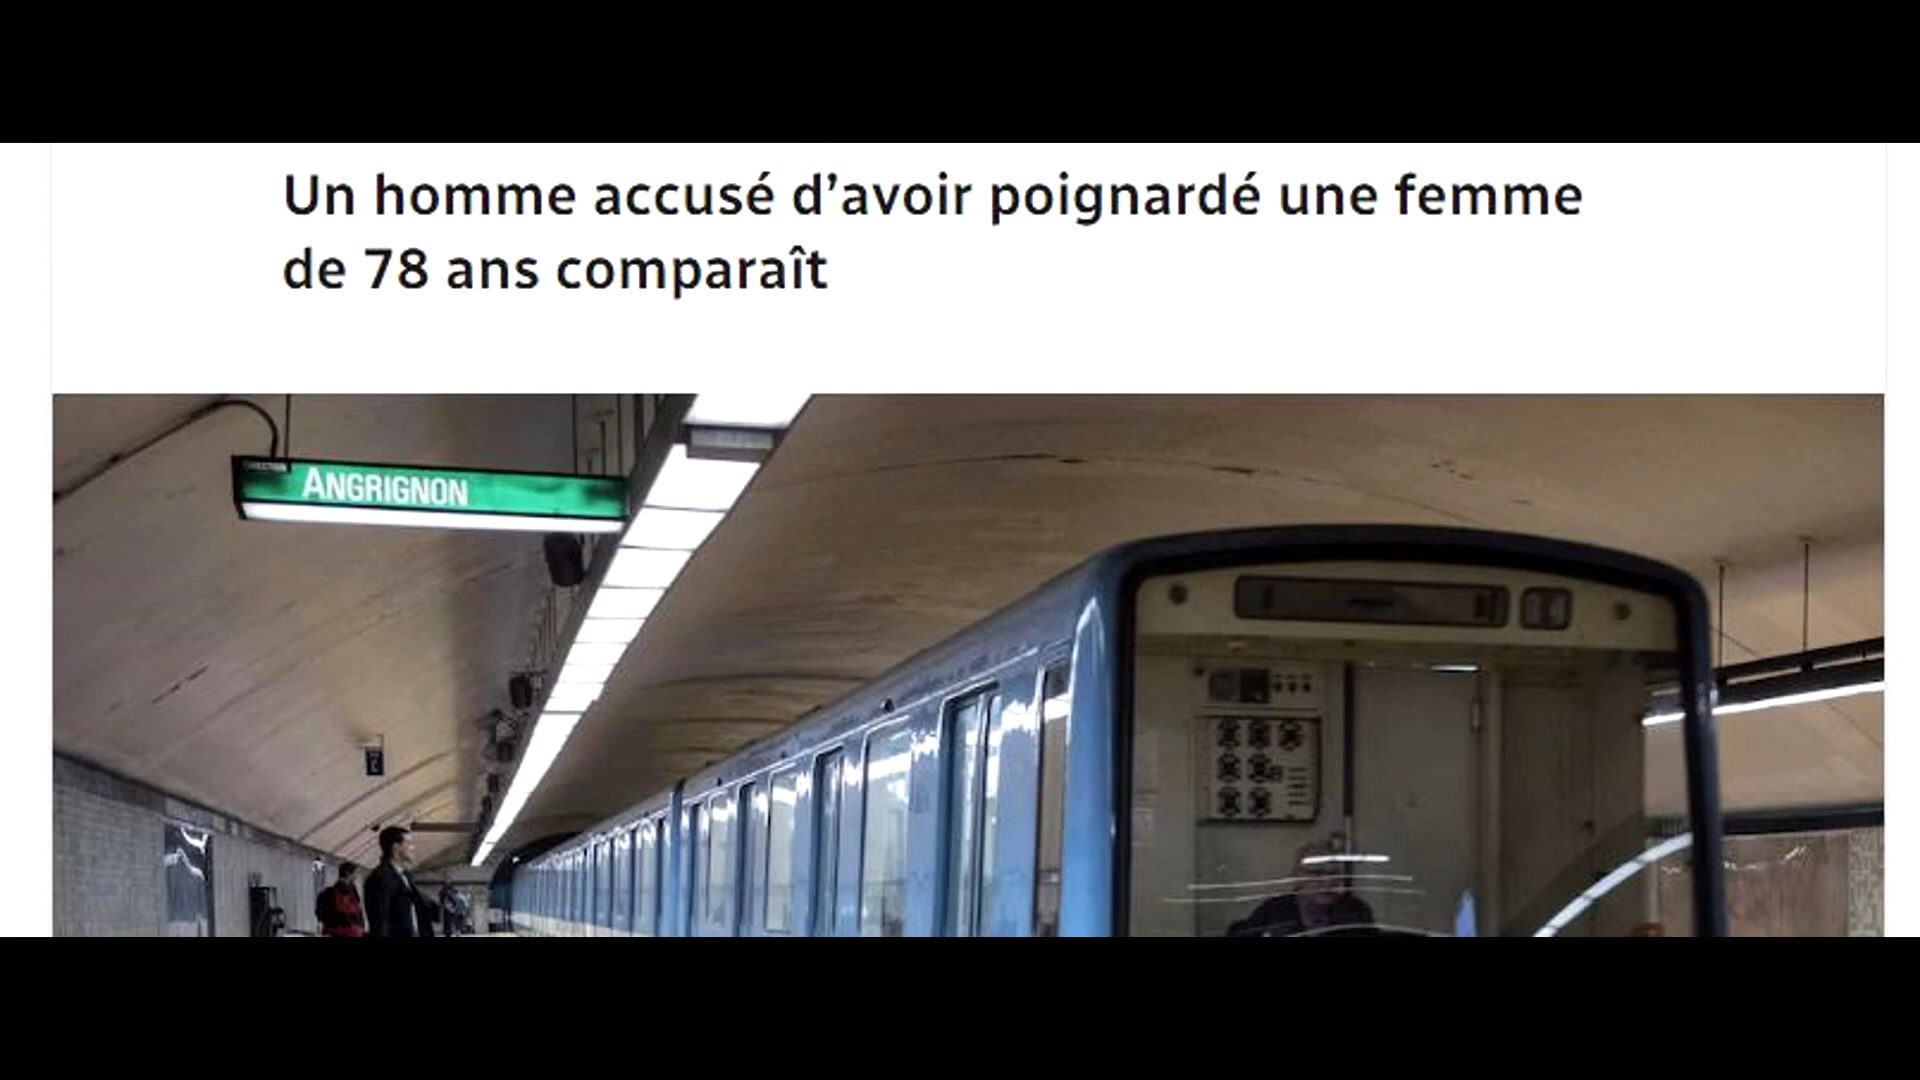 Un homme accusé d’avoir poignardé une femme
de 78 ans comparaît
ANGRIGNON